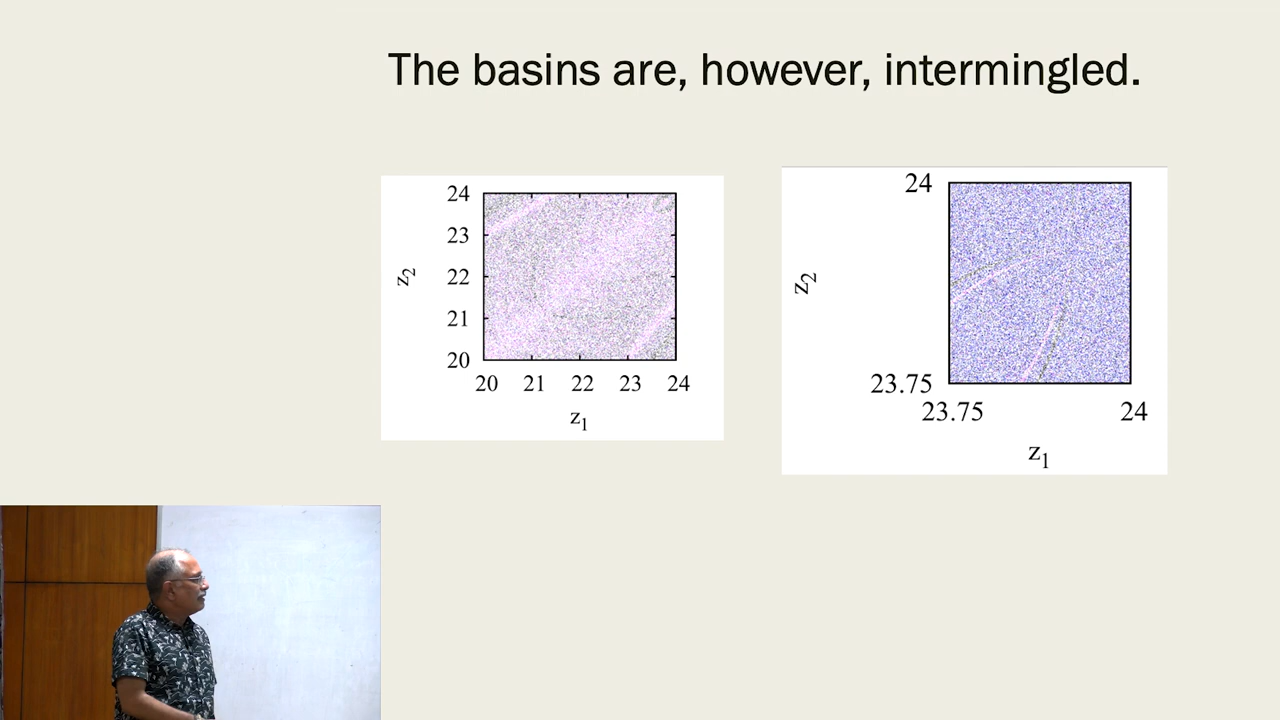 The basins are, however, intermingled.
24
23
22
21
20
z₂
20 21 22 23 24
z₁
24
z₂
23.75
23.75 24
z₁